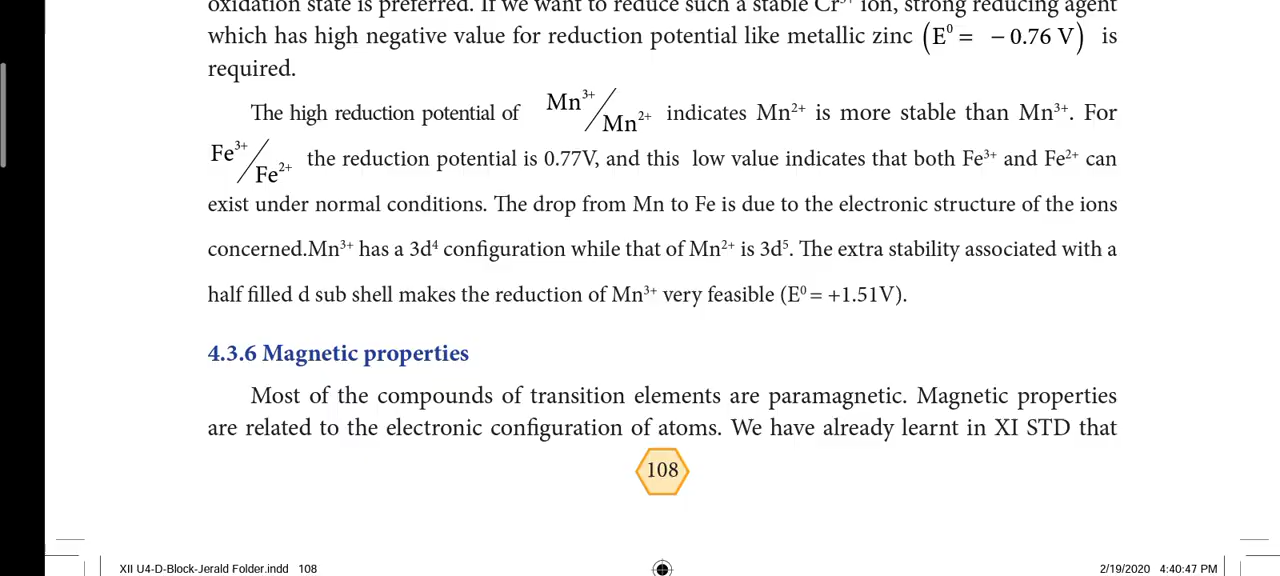 oxidation state is preferred. If we want to reduce such a stable Cr³⁺ ion, strong reducing agent
which has high negative value for reduction potential like metallic zinc (E⁰ = − 0.76 V) is
required.
The high reduction potential of Mn³⁺/Mn²⁺ indicates Mn²⁺ is more stable than Mn³⁺. For
Fe³⁺/Fe²⁺ the reduction potential is 0.77V, and this low value indicates that both Fe³⁺ and Fe²⁺ can
exist under normal conditions. The drop from Mn to Fe is due to the electronic structure of the ions
concerned.Mn³⁺ has a 3d⁴ configuration while that of Mn²⁺ is 3d⁵. The extra stability associated with a
half filled d sub shell makes the reduction of Mn³⁺ very feasible (E⁰ = +1.51V).
4.3.6 Magnetic properties
Most of the compounds of transition elements are paramagnetic. Magnetic properties
are related to the electronic configuration of atoms. We have already learnt in XI STD that
108
XII U4-D-Block-Jerald Folder.indd 108
2/19/2020 4:40:47 PM